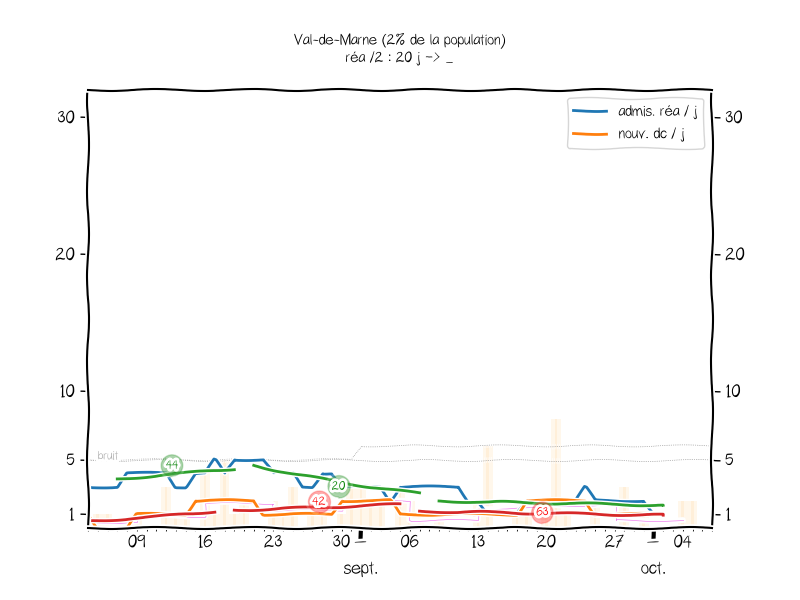 Val-de-Marne (2% de la population)
réa /2 : 20 j -> _
30
30
admis. réa / j
nouv. dc / j
20
20
10
10
5
bruit
5
44
20
42
63
1
1
09 16 23 30 06 13 20 27 04
sept. oct.